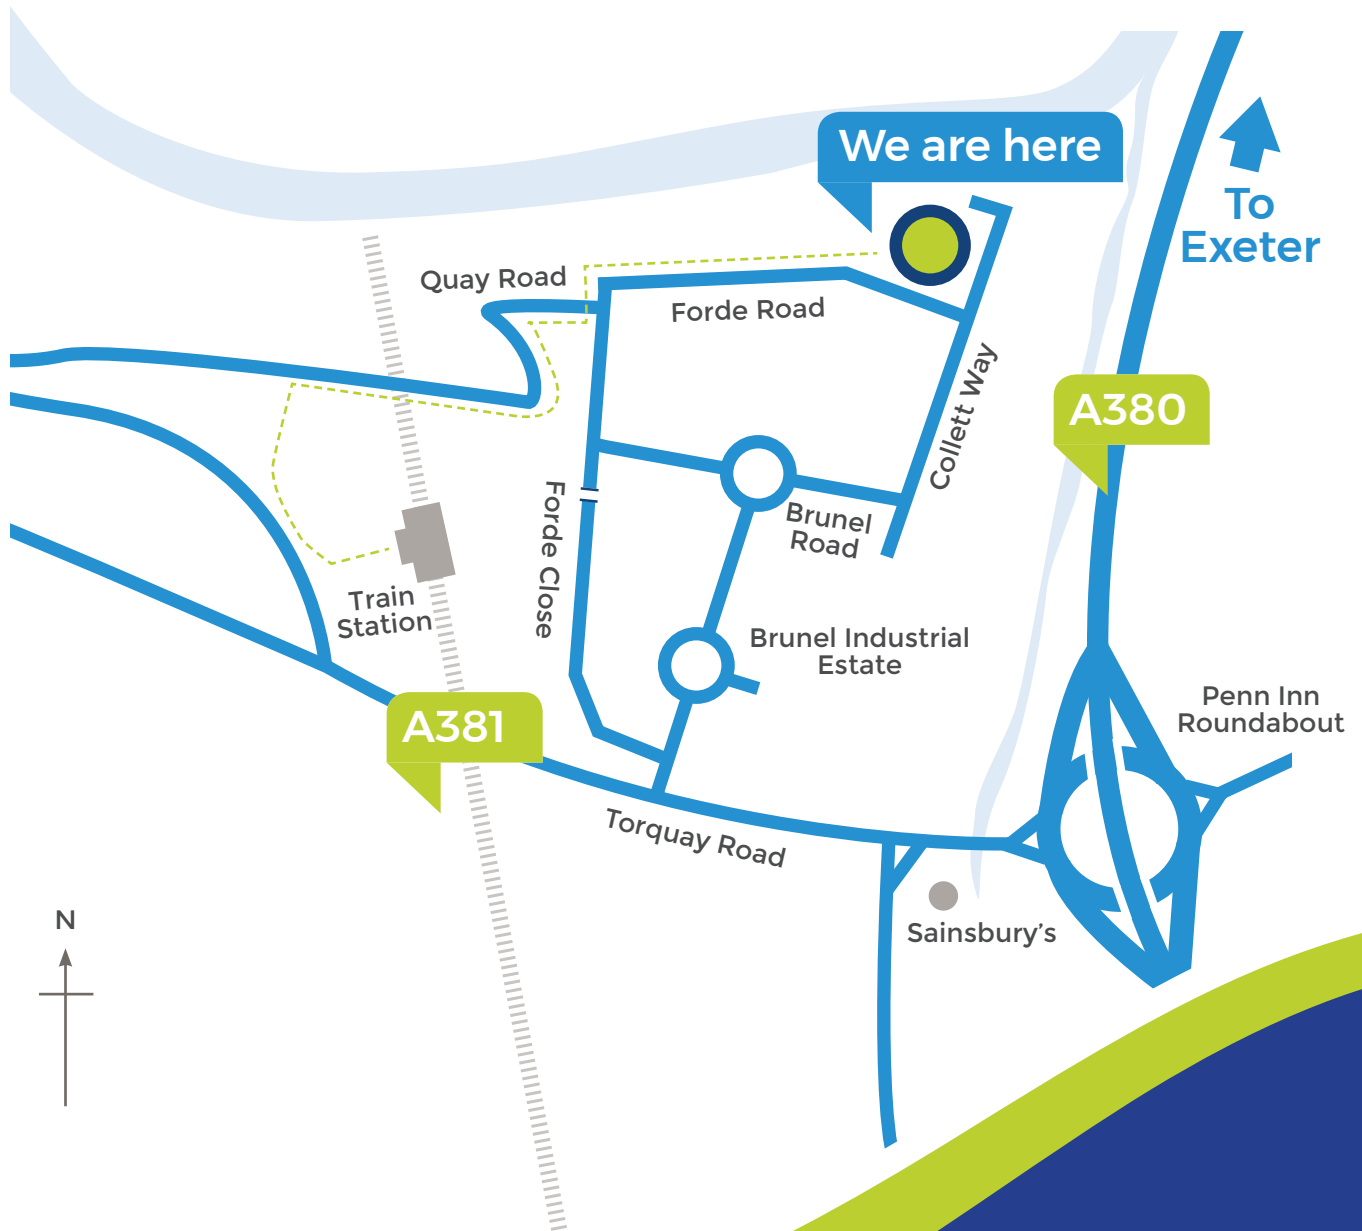 We are here
To
Exeter
Quay Road
Forde Road
Collett Way
A380
Forde Close
Brunel
Road
Train
Station
Brunel Industrial
Estate
Penn Inn
Roundabout
A381
Torquay Road
Sainsbury’s
N